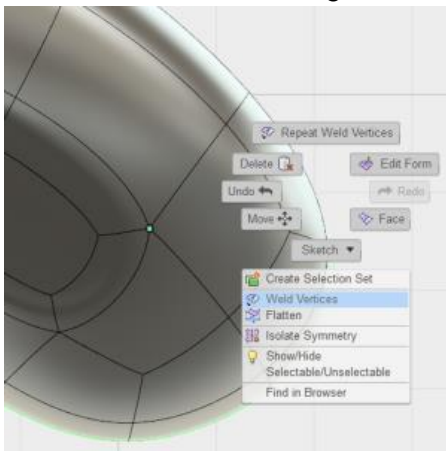 Repeat Weld Vertices
Delete
Edit Form
Undo
Redo
Move
Face
Sketch
Create Selection Set
Weld Vertices
Flatten
Isolate Symmetry
Show/Hide
Selectable/Unselectable
Find in Browser